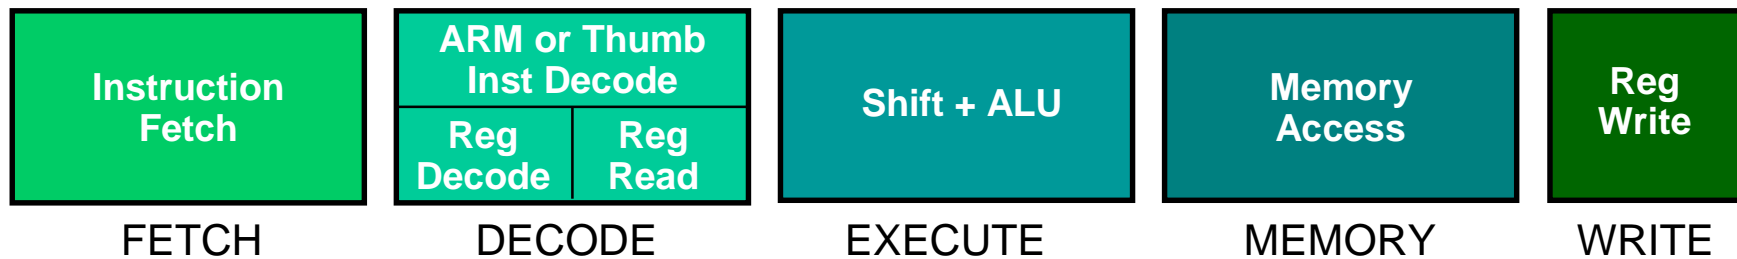 Instruction
Fetch
ARM or Thumb
Inst Decode
Reg
Decode
Reg
Read
Shift + ALU
Memory
Access
Reg
Write
FETCH
DECODE
EXECUTE
MEMORY
WRITE